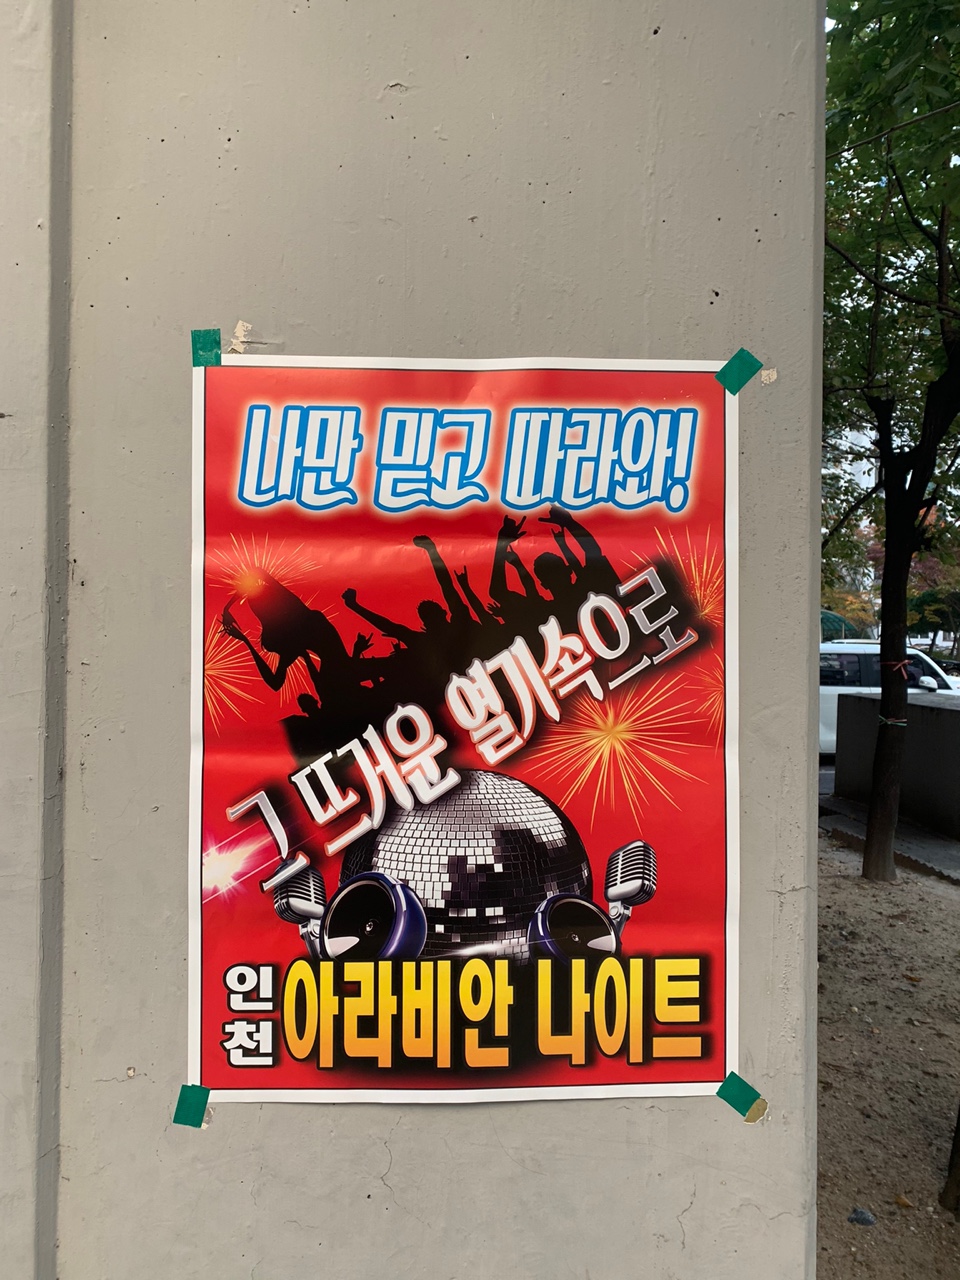 나만 믿고 따라와!
그 뜨거운 열기속으로
인천 아라비안 나이트